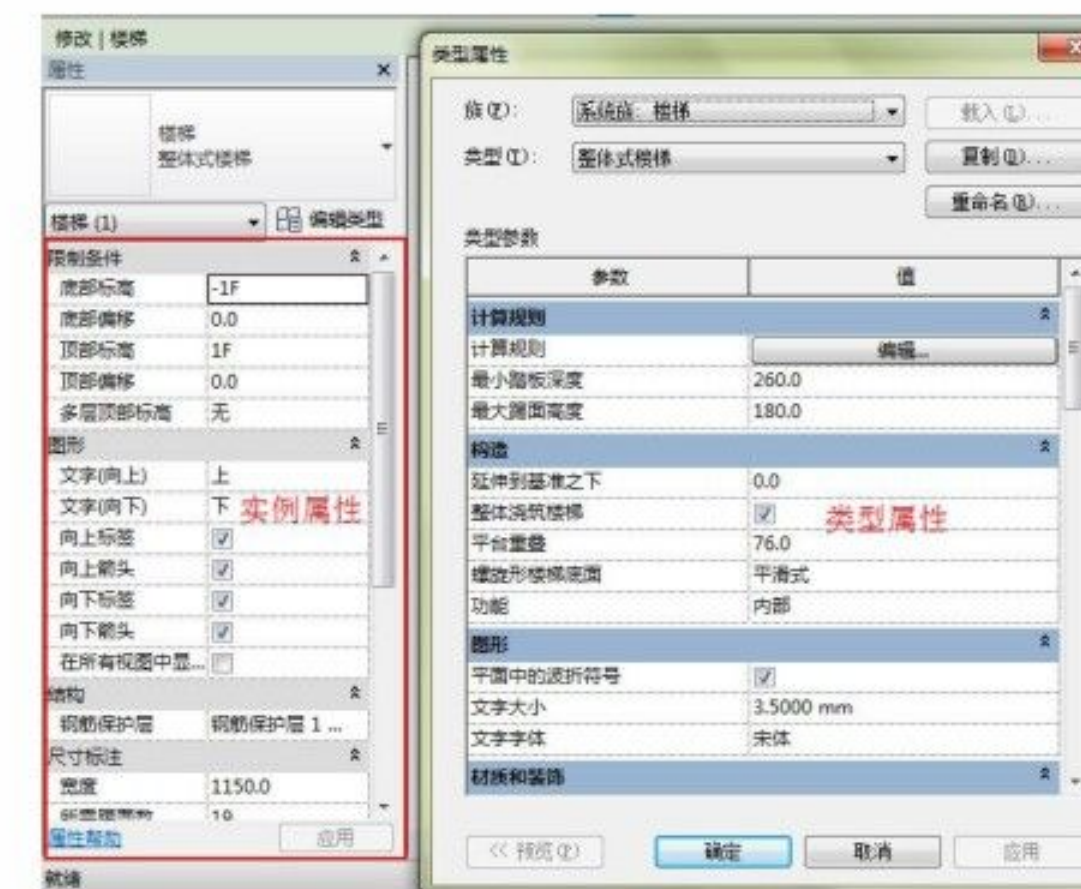 修改 | 楼梯
属性
楼梯
整体式楼梯
楼梯 (1)
编辑类型
限制条件
底部标高 -1F
底部偏移 0.0
顶部标高 1F
顶部偏移 0.0
多层顶部标高 无
图形
文字(向上) 上
文字(向下) 下
实例属性
向上标签
向上箭头
向下标签
向下箭头
在所有视图中显...
结构
钢筋保护层 钢筋保护层 1 ...
尺寸标注
宽度 1150.0
属性帮助 应用
就绪
类型属性
族(F): 系统族: 楼梯 载入(L)...
类型(T): 整体式楼梯 复制(D)...
重命名(R)...
类型参数
参数 值
计算规则
计算规则 编辑...
最小踏板深度 260.0
最大踢面高度 180.0
构造
延伸到基准之下 0.0
整体浇筑楼梯
类型属性
平台重叠 76.0
螺旋形楼梯底面 平滑式
功能 内部
图形
平面中的波折符号
文字大小 3.5000 mm
文字字体 宋体
材质和装饰
<< 预览(P) 确定 取消 应用